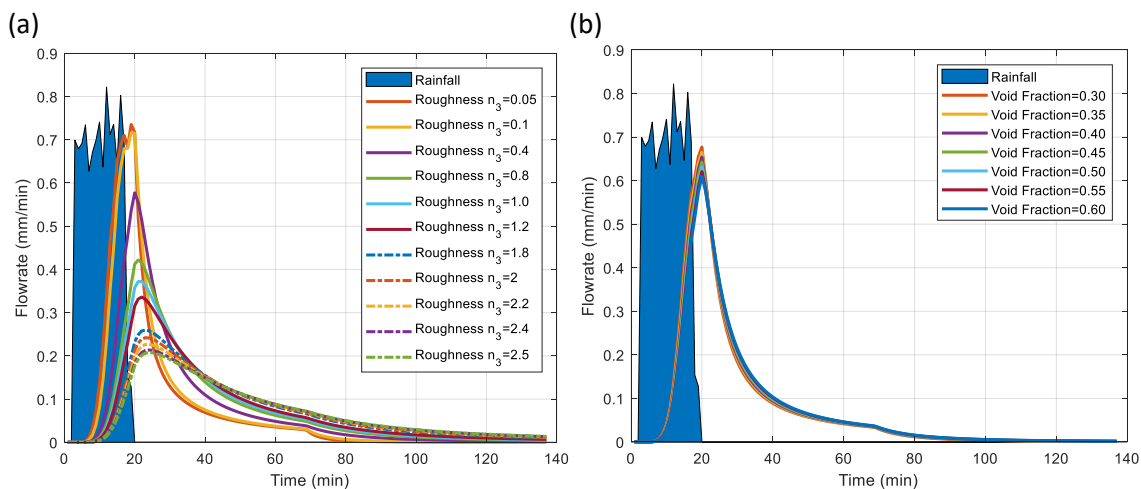 (a)
Flowrate (mm/min)
0.9
0.8
0.7
0.6
0.5
0.4
0.3
0.2
0.1
0
0 20 40 60 80 100 120 140
Time (min)
Rainfall
Roughness n3=0.05
Roughness n3=0.1
Roughness n3=0.4
Roughness n3=0.8
Roughness n3=1.0
Roughness n3=1.2
Roughness n3=1.8
Roughness n3=2
Roughness n3=2.2
Roughness n3=2.4
Roughness n3=2.5
(b)
Flowrate (mm/min)
0.9
0.8
0.7
0.6
0.5
0.4
0.3
0.2
0.1
0
0 20 40 60 80 100 120 140
Time (min)
Rainfall
Void Fraction=0.30
Void Fraction=0.35
Void Fraction=0.40
Void Fraction=0.45
Void Fraction=0.50
Void Fraction=0.55
Void Fraction=0.60